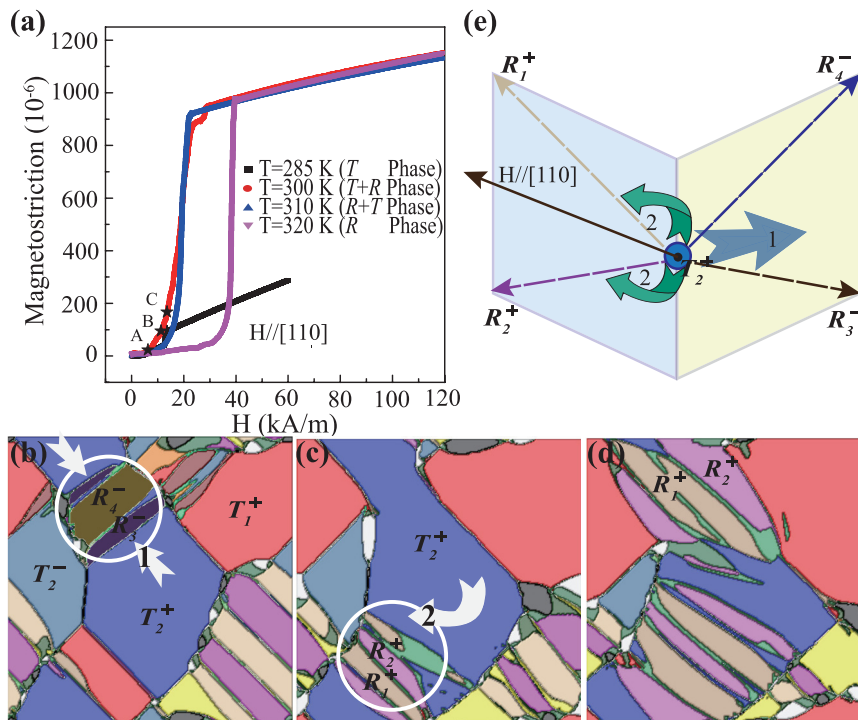 (a)
1200
1000
800
600
400
200
0
Magnetostriction (10⁻⁶)
T=285 K (T Phase)
T=300 K (T+R Phase)
T=310 K (R+T Phase)
T=320 K (R Phase)
A
B
C
H//[110]
0 20 40 60 80 100 120
H (kA/m)
(e)
R₁⁺
R₄⁻
H//[110]
2
1
T₂⁺
2
R₂⁺
R₃⁻
(b)
R₄⁻
R₃⁻
1
T₁⁺
T₂⁻
T₂⁺
(c)
T₂⁺
2
R₂⁺
R₁⁺
(d)
R₂⁺
R₁⁺